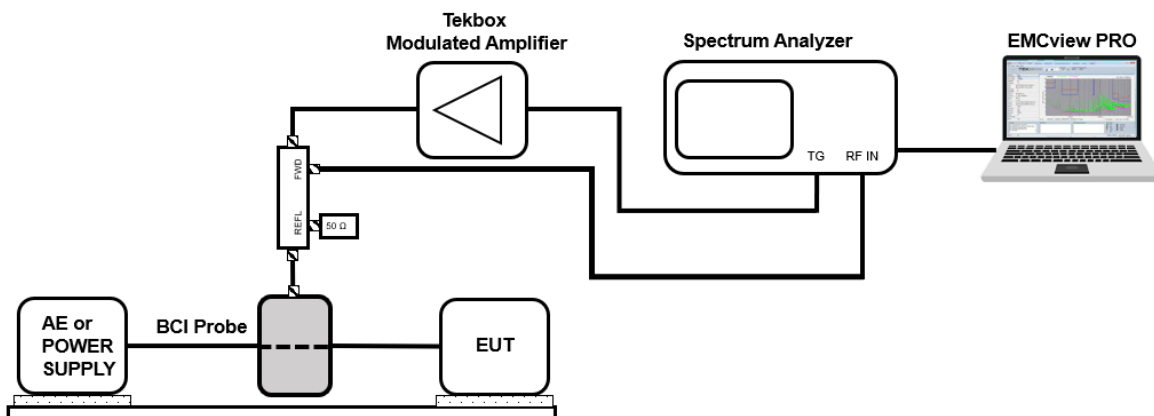 Tekbox
Modulated Amplifier
Spectrum Analyzer
EMCview PRO
TG
RF IN
FWD
REFL
50 Ω
AE or
POWER
SUPPLY
BCI Probe
EUT